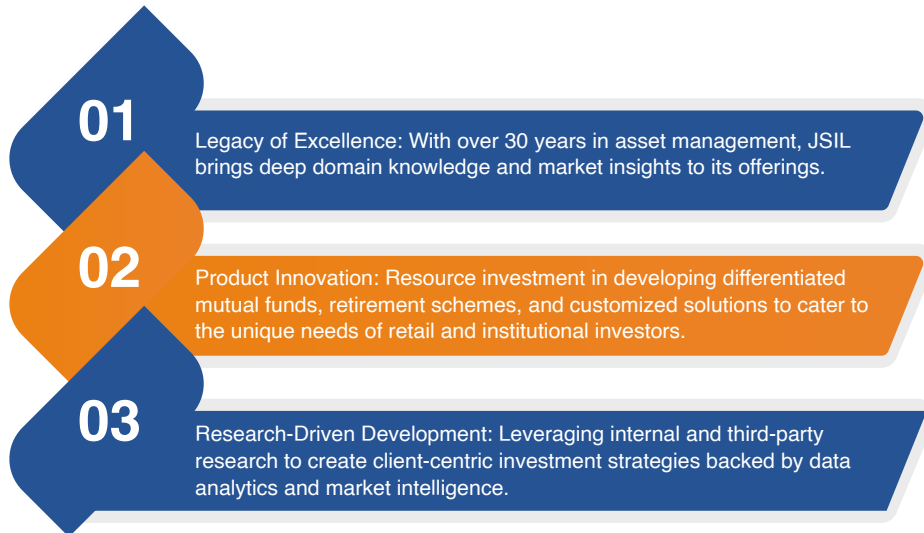 01
Legacy of Excellence: With over 30 years in asset management, JSIL
brings deep domain knowledge and market insights to its offerings.
02
Product Innovation: Resource investment in developing differentiated
mutual funds, retirement schemes, and customized solutions to cater to
the unique needs of retail and institutional investors.
03
Research-Driven Development: Leveraging internal and third-party
research to create client-centric investment strategies backed by data
analytics and market intelligence.